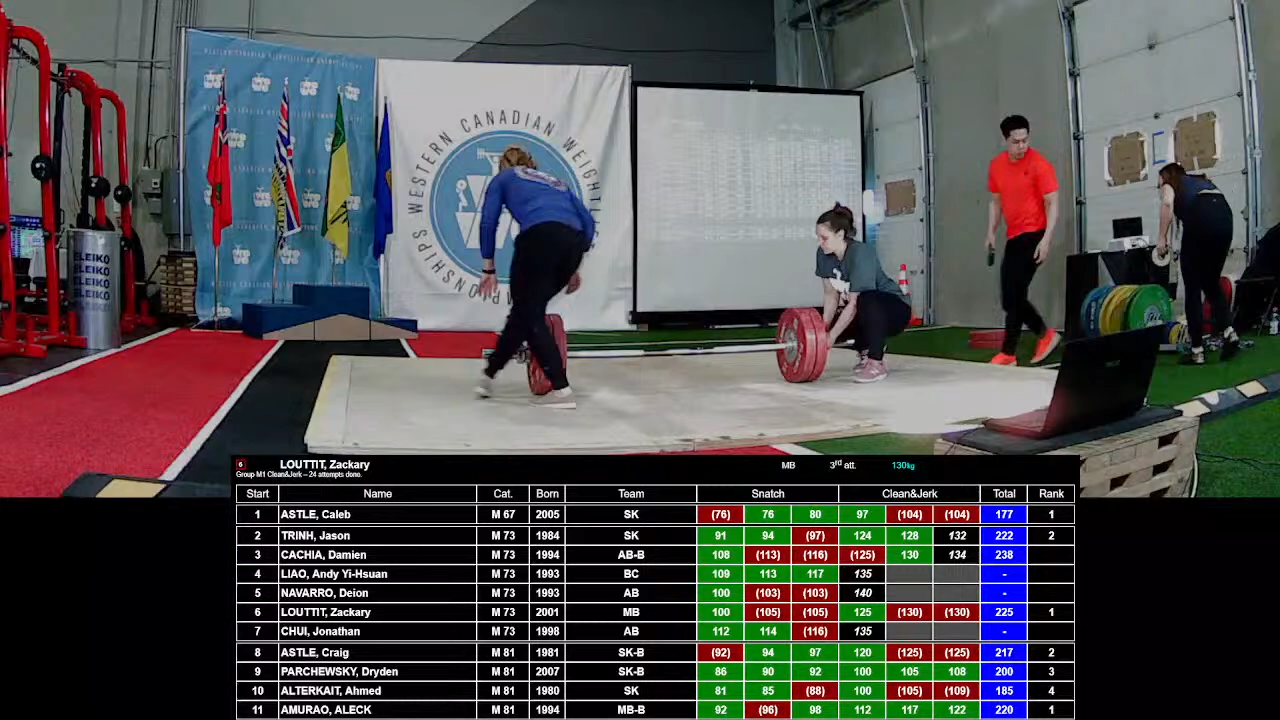 WESTERN CANADIAN WEIGHTL
ELEIKO
ELEIKO
ELEIKO
ELEIKO
6 LOUTTIT, Zackary MB 3rd att. 130kg
Group M1 Clean&Jerk – 24 attempts done.
Start Name Cat. Born Team Snatch Clean&Jerk Total Rank
1 ASTLE, Caleb M 67 2005 SK (76) 76 80 97 (104) (104) 177 1
2 TRINH, Jason M 73 1984 SK 91 94 (97) 124 128 132 222 2
3 CACHIA, Damien M 73 1994 AB-B 108 (113) (116) (125) 130 134 238
4 LIAO, Andy Yi-Hsuan M 73 1993 BC 109 113 117 135 -
5 NAVARRO, Deion M 73 1993 AB 100 (103) (103) 140 -
6 LOUTTIT, Zackary M 73 2001 MB 100 (105) (105) 125 (130) (130) 225 1
7 CHUI, Jonathan M 73 1998 AB 112 114 (116) 135 -
8 ASTLE, Craig M 81 1981 SK-B (92) 94 97 120 (125) (125) 217 2
9 PARCHEWSKY, Dryden M 81 2007 SK-B 86 90 92 100 105 108 200 3
10 ALTERKAIT, Ahmed M 81 1980 SK 81 85 (88) 100 (105) (109) 185 4
11 AMURAO, ALECK M 81 1994 MB-B 92 (96) 98 112 117 122 220 1